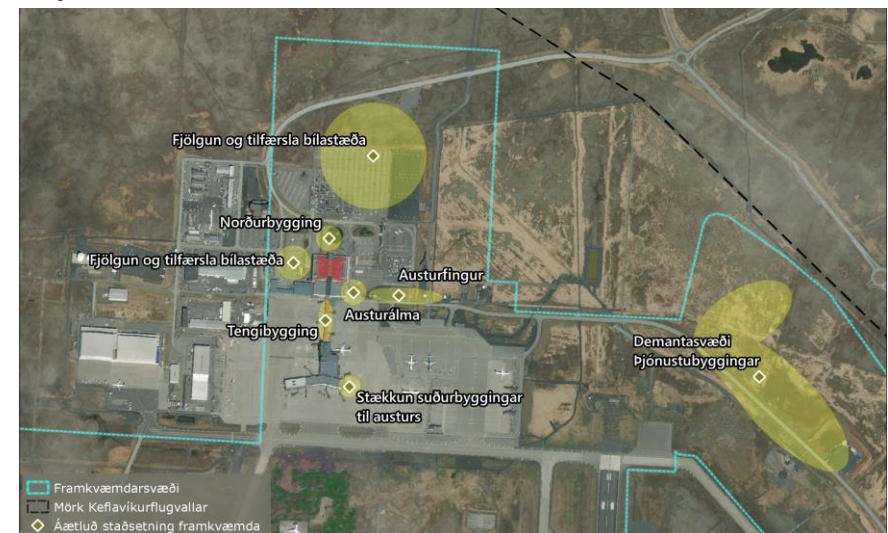 Fjölgun og tilfærsla bílastæða
Norðurbygging
Fjölgun og tilfærsla bílastæða
Austurfingur
Austurálma
Tengibygging
Demantasvæði
Þjónustubyggingar
Stækkun suðurbyggingar
til austurs
Framkvæmdarsvæði
Mörk Keflavíkurflugvallar
Áætluð staðsetning framkvæmda